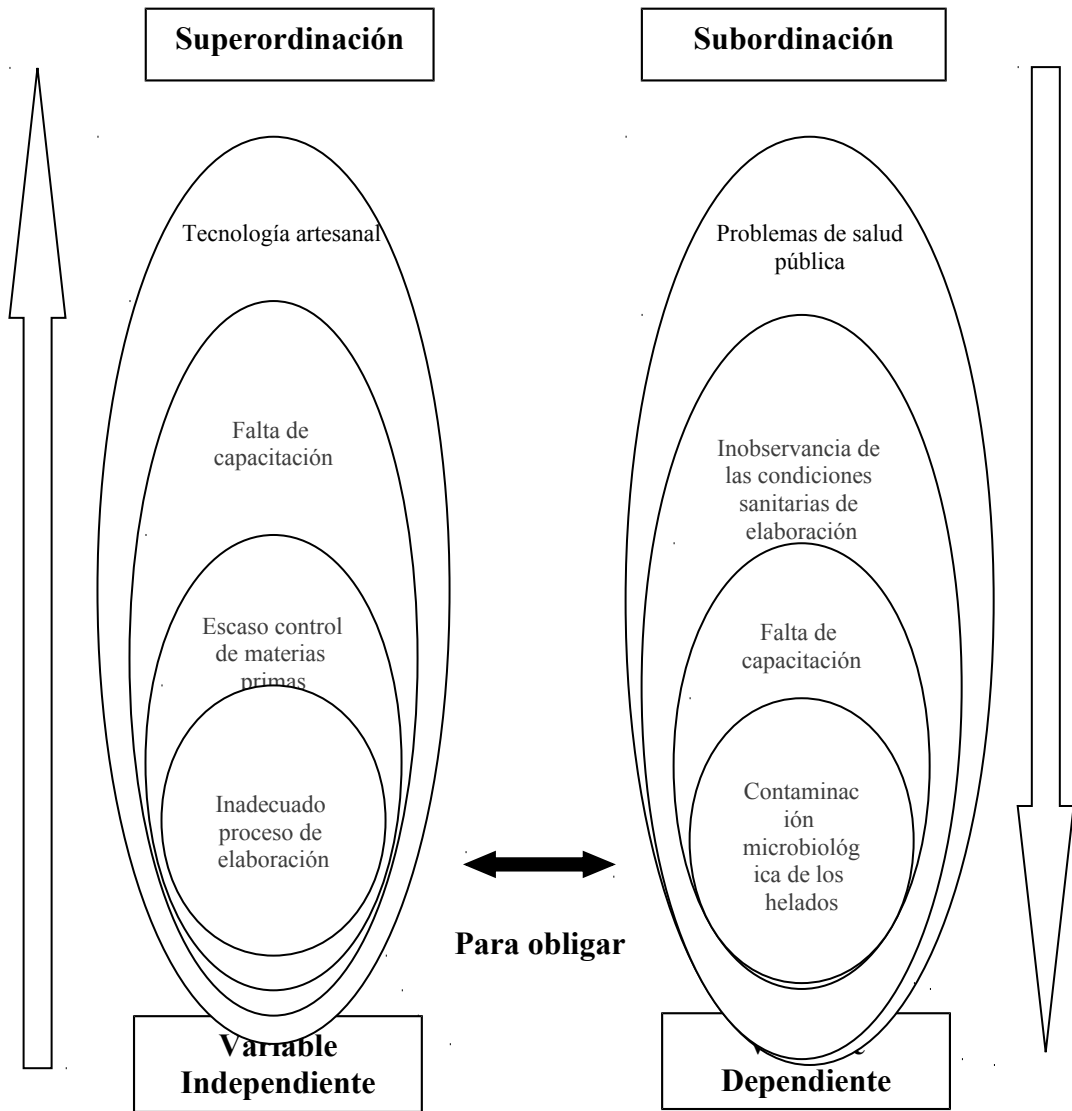 Superordinación
Subordinación
Tecnología artesanal
Falta de
capacitación
Escaso control
de materias
primas
Inadecuado
proceso de
elaboración
Problemas de salud
pública
Inobservancia de
las condiciones
sanitarias de
elaboración
Falta de
capacitación
Contaminac
ión
microbiológ
ica de los
helados
Para obligar
Variable
Independiente
Dependiente